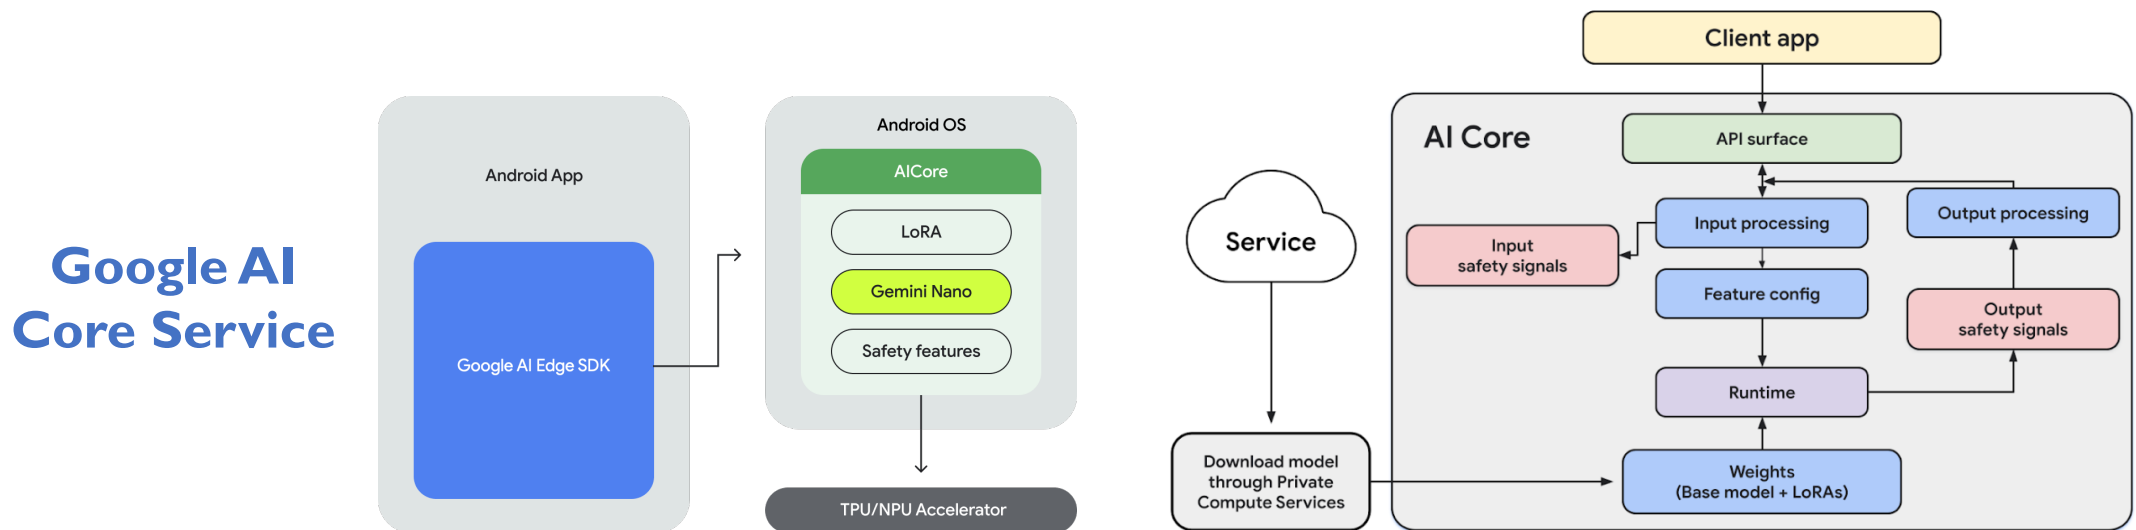 Google AI
Core Service
Android App
Google AI Edge SDK
Android OS
AICore
LoRA
Gemini Nano
Safety features
TPU/NPU Accelerator
Service
Download model
through Private
Compute Services
Client app
AI Core
API surface
Input processing
Output processing
Input
safety signals
Feature config
Output
safety signals
Runtime
Weights
(Base model + LoRAs)